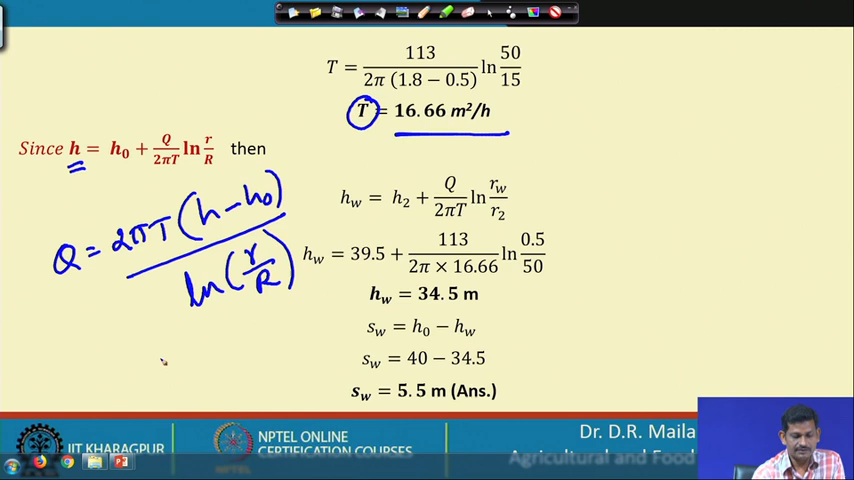 T = 113 / 2π (1.8 − 0.5) ln 50/15
T = 16.66 m²/h
Since h = h₀ + Q/2πT ln r/R then
Q = 2πT (h − h₀) / ln (r/R)
h_w = h₂ + Q/2πT ln r_w/r₂
h_w = 39.5 + 113 / 2π × 16.66 ln 0.5/50
h_w = 34.5 m
s_w = h₀ − h_w
s_w = 40 − 34.5
s_w = 5.5 m (Ans.)
IIT KHARAGPUR
NPTEL ONLINE
CERTIFICATION COURSES
Dr. D.R. Maila
Agricultural and Food